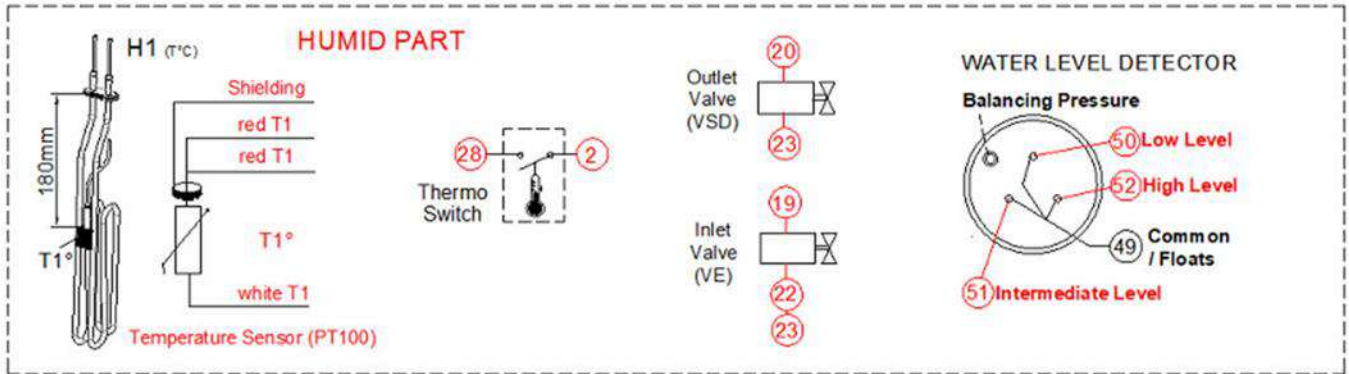 HUMID PART
H1 (T°C)
180mm
T1°
Shielding
red T1
red T1
T1°
white T1
Temperature Sensor (PT100)
28
2
Thermo
Switch
Outlet
Valve
(VSD)
20
23
Inlet
Valve
(VE)
19
22
23
WATER LEVEL DETECTOR
Balancing Pressure
50 Low Level
52 High Level
49 Common
/ Floats
51 Intermediate Level